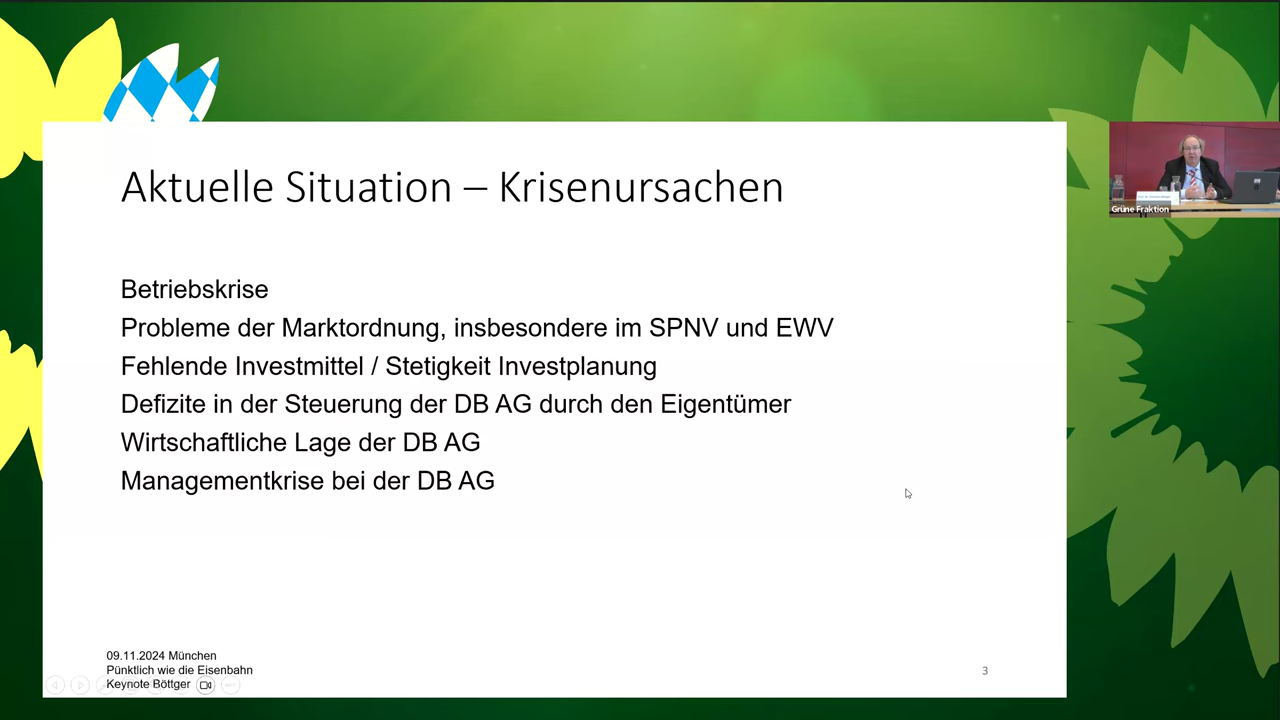 Aktuelle Situation – Krisenursachen
Betriebskrise
Probleme der Marktordnung, insbesondere im SPNV und EWV
Fehlende Investmittel / Stetigkeit Investplanung
Defizite in der Steuerung der DB AG durch den Eigentümer
Wirtschaftliche Lage der DB AG
Managementkrise bei der DB AG
09.11.2024 München
Pünktlich wie die Eisenbahn
Keynote Böttger
3
Grüne Fraktion